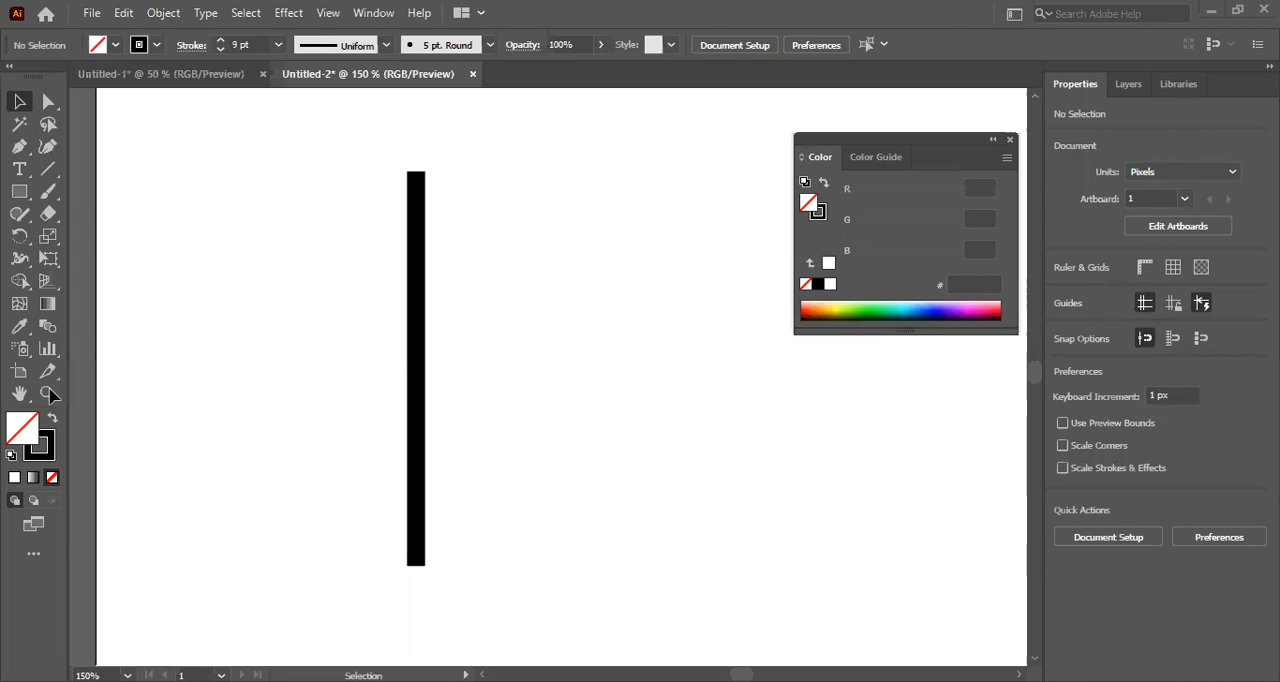 Ai File Edit Object Type Select Effect View Window Help Search Adobe Help
No Selection Stroke: 9 pt Uniform 5 pt. Round Opacity: 100% Style: Document Setup Preferences
Untitled-1* @ 50 % (RGB/Preview) Untitled-2* @ 150 % (RGB/Preview)
Properties Layers Libraries
No Selection
Document
Units: Pixels
Artboard: 1
Edit Artboards
Ruler & Grids
Guides
Snap Options
Preferences
Keyboard Increment: 1 px
Use Preview Bounds
Scale Corners
Scale Strokes & Effects
Quick Actions
Document Setup Preferences
Color Color Guide
R
G
B
#
150% 1 Selection